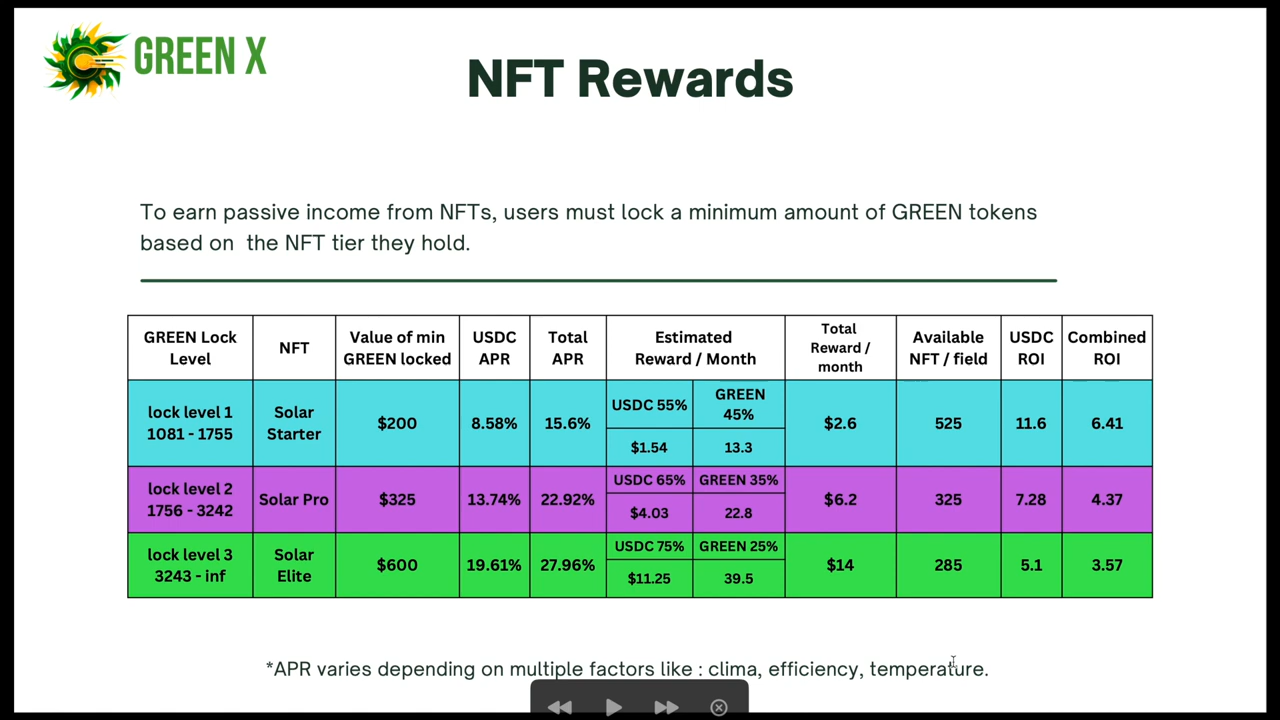 GREEN X
NFT Rewards
To earn passive income from NFTs, users must lock a minimum amount of GREEN tokens
based on the NFT tier they hold.
GREEN Lock Level | NFT | Value of min GREEN locked | USDC APR | Total APR | Estimated Reward / Month | Total Reward / month | Available NFT / field | USDC ROI | Combined ROI
lock level 1 1081 - 1755 | Solar Starter | $200 | 8.58% | 15.6% | USDC 55% | GREEN 45% | $1.54 | 13.3 | $2.6 | 525 | 11.6 | 6.41
lock level 2 1756 - 3242 | Solar Pro | $325 | 13.74% | 22.92% | USDC 65% | GREEN 35% | $4.03 | 22.8 | $6.2 | 325 | 7.28 | 4.37
lock level 3 3243 - inf | Solar Elite | $600 | 19.61% | 27.96% | USDC 75% | GREEN 25% | $11.25 | 39.5 | $14 | 285 | 5.1 | 3.57
*APR varies depending on multiple factors like : clima, efficiency, temperature.